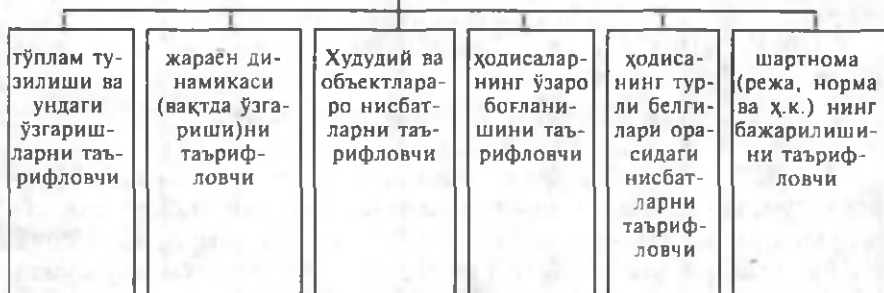 тўплам ту-
зилиши ва
ундаги
ўзгариш-
ларни таъ-
рифловчи
жараён ди-
намикаси
(вақтда ўзга-
риши)ни
таъриф-
ловчи
Худудий ва
объектлара-
ро нисбат-
ларни таъ-
рифловчи
ҳодисалар-
нинг ўзаро
боғлани-
шини таъ-
рифловчи
ҳодиса-
нинг тур-
ли белги-
лари ора-
сидаги
нисбат-
ларни
таъриф-
ловчи
шартнома
(режа, норма
ва ҳ.к.) нинг
бажарилиши-
ни таъриф-
ловчи